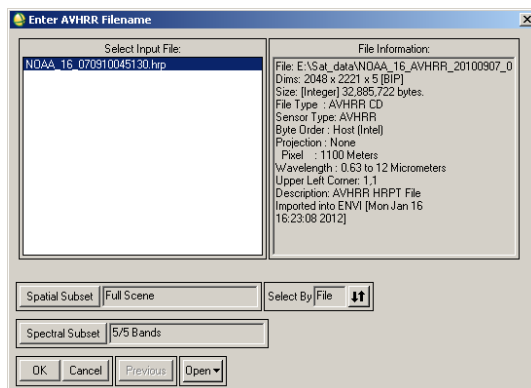 Enter AVHRR Filename
Select Input File:
NOAA_16_070910045130.hrp
File Information:
File: E:\Sat_data\NOAA_16_AVHRR_20100907_0
Dims: 2048 x 2221 x 5 [BIP]
Size: [Integer] 32,885,722 bytes.
File Type : AVHRR CD
Sensor Type: AVHRR
Byte Order : Host (Intel)
Projection : None
Pixel : 1100 Meters
Wavelength : 0.63 to 12 Micrometers
Upper Left Corner: 1,1
Description: AVHRR HRPT File
Imported into ENVI [Mon Jan 16
16:23:08 2012]
Spatial Subset Full Scene Select By File
Spectral Subset 5/5 Bands
OK Cancel Previous Open